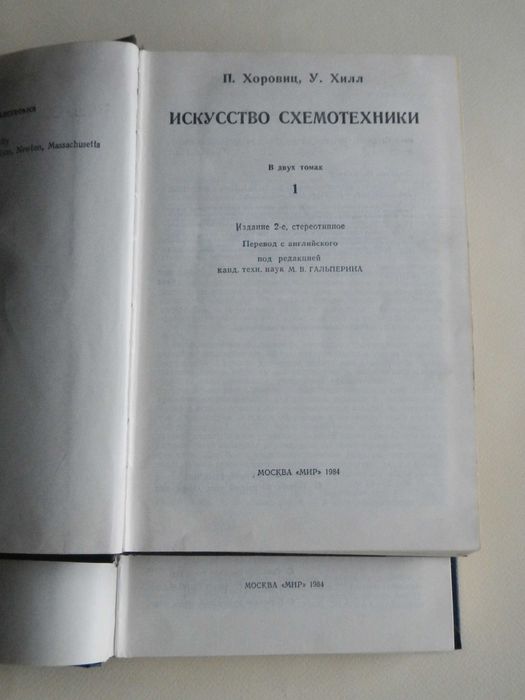 lty
Newton, Massachusetts
П. Хоровиц, У. Хилл
ИСКУССТВО СХЕМОТЕХНИКИ
В двух томах
1
Издание 2-е, стереотипное
Перевод с английского
под редакцией
канд. техн. наук М. В. ГАЛЬПЕРИНА
МОСКВА «МИР» 1984
МОСКВА «МИР» 1984